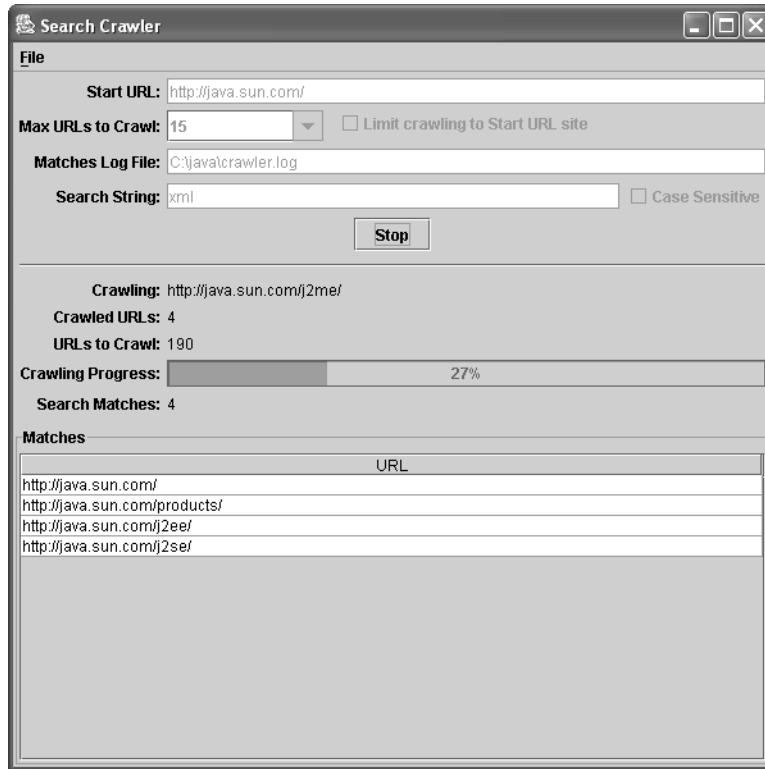 Search Crawler
File
Start URL: http://java.sun.com/
Max URLs to Crawl: 15 Limit crawling to Start URL site
Matches Log File: C:\java\crawler.log
Search String: xml Case Sensitive
Stop
Crawling: http://java.sun.com/j2me/
Crawled URLs: 4
URLs to Crawl: 190
Crawling Progress: 27%
Search Matches: 4
Matches
URL
http://java.sun.com/
http://java.sun.com/products/
http://java.sun.com/j2ee/
http://java.sun.com/j2se/